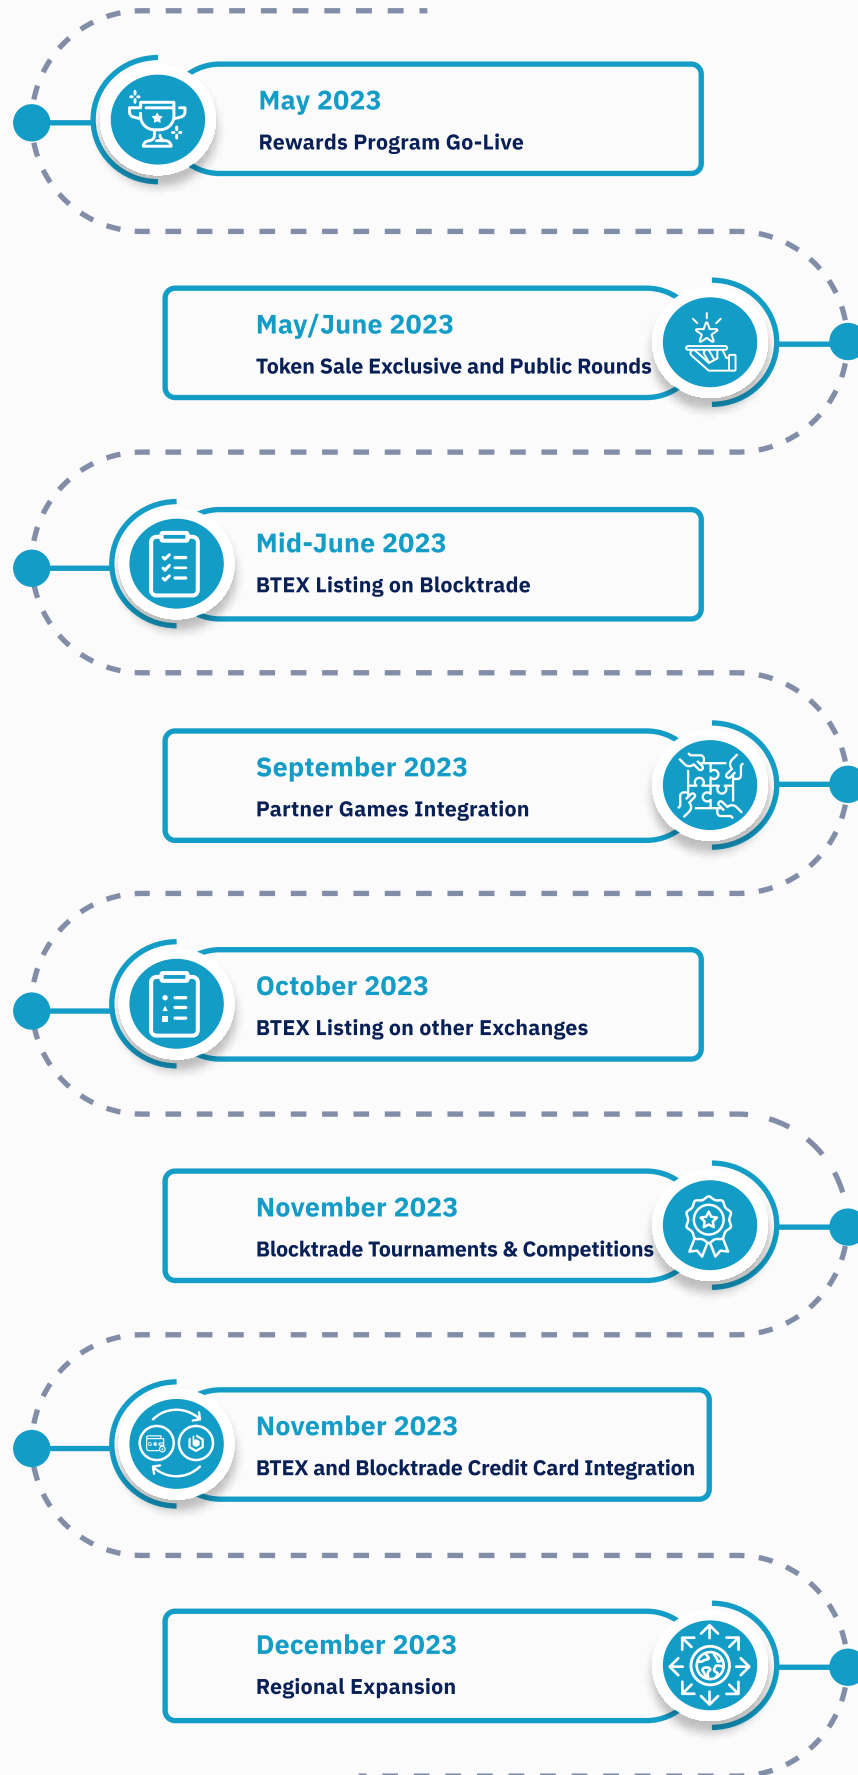 May 2023
Rewards Program Go-Live
May/June 2023
Token Sale Exclusive and Public Rounds
Mid-June 2023
BTEX Listing on Blocktrade
September 2023
Partner Games Integration
October 2023
BTEX Listing on other Exchanges
November 2023
Blocktrade Tournaments & Competitions
November 2023
BTEX and Blocktrade Credit Card Integration
December 2023
Regional Expansion